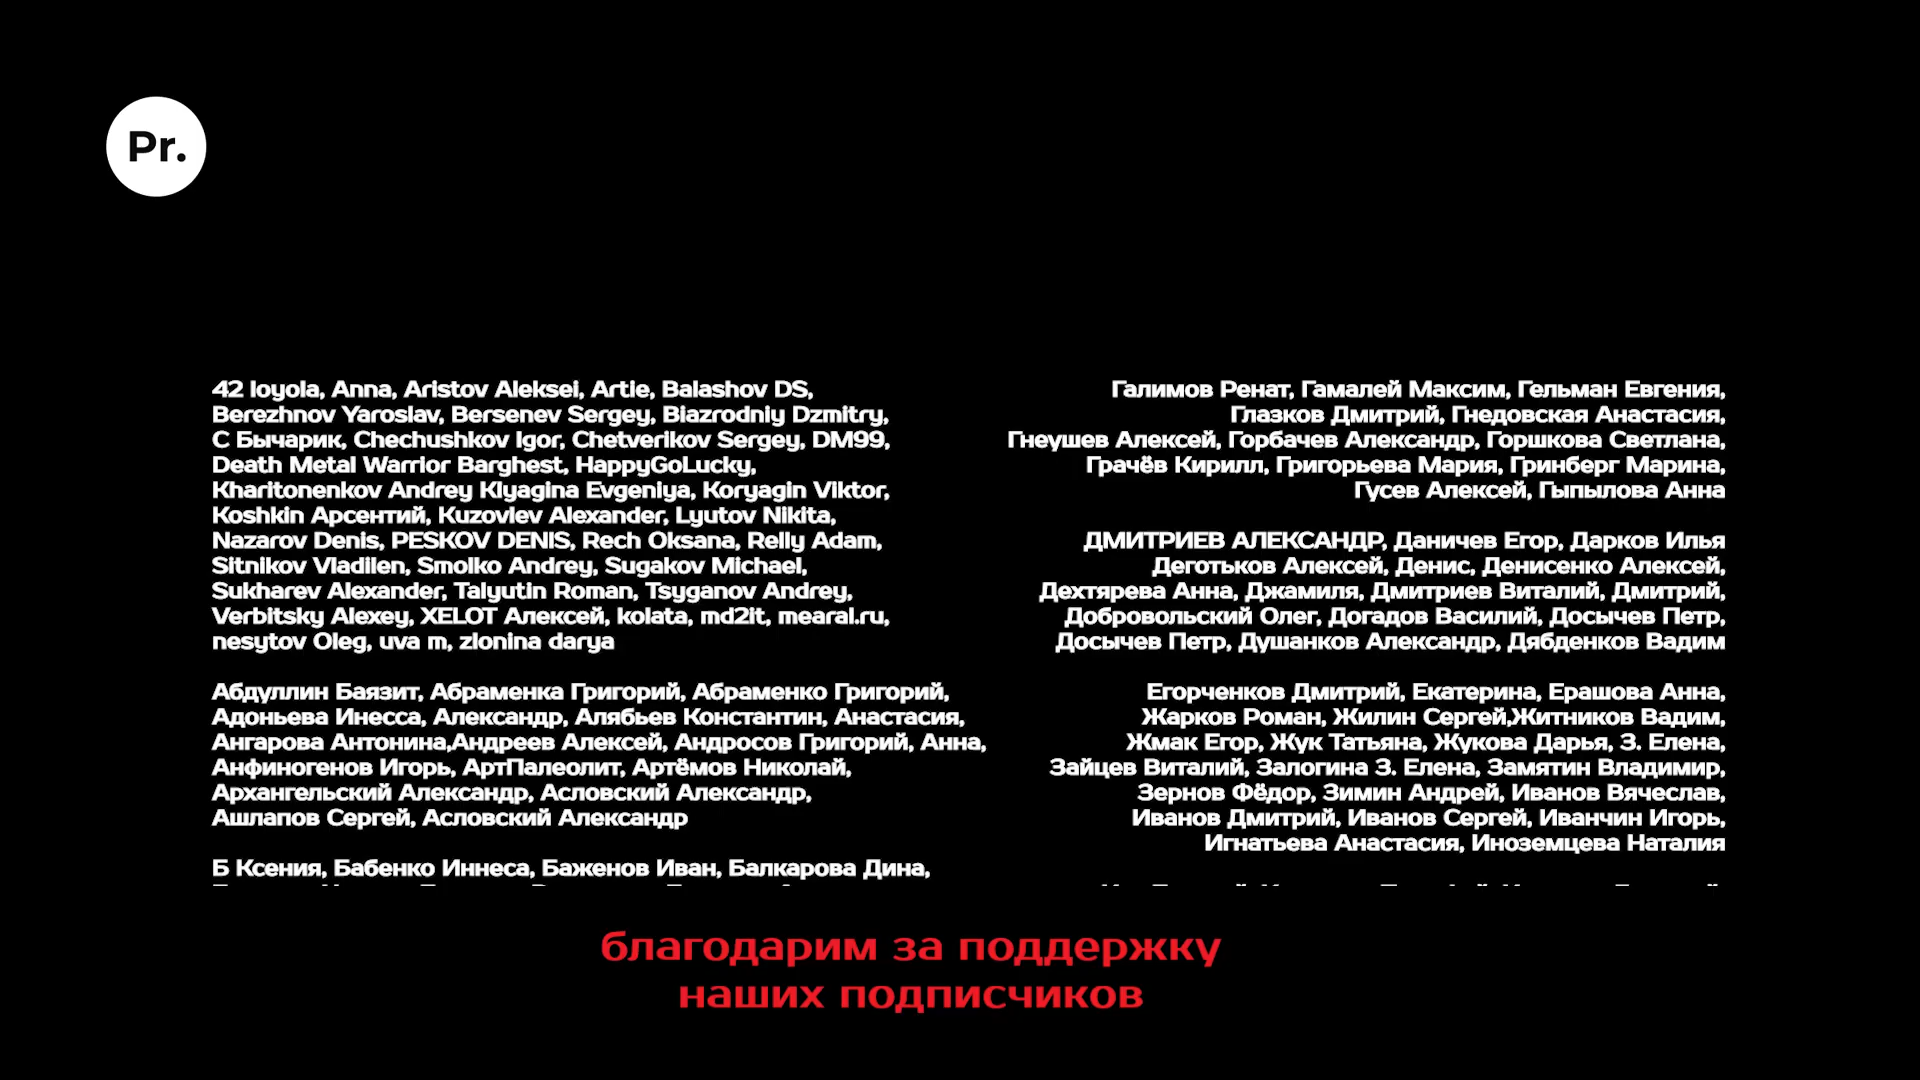 Pr.
42 loyola, Anna, Aristov Aleksei, Artie, Balashov DS,
Berezhnov Yaroslav, Bersenev Sergey, Biazrodniy Dzmitry,
C Бычарик, Chechushkov Igor, Chetverikov Sergey, DM99,
Death Metal Warrior Barghest, HappyGoLucky,
Kharitonenkov Andrey Klyagina Evgeniya, Koryagin Viktor,
Koshkin Арсентий, Kuzovlev Alexander, Lyutov Nikita,
Nazarov Denis, PESKOV DENIS, Rech Oksana, Relly Adam,
Sitnikov Vladilen, Smolko Andrey, Sugakov Michael,
Sukharev Alexander, Talyutin Roman, Tsyganov Andrey,
Verbitsky Alexey, XELOT Алексей, kolata, md2it, mearal.ru,
nesytov Oleg, uva m, zlonina darya
Абдуллин Баязит, Абраменка Григорий, Абраменко Григорий,
Адоньева Инесса, Александр, Алябьев Константин, Анастасия,
Ангарова Антонина,Андреев Алексей, Андросов Григорий, Анна,
Анфиногенов Игорь, АртПалеолит, Артёмов Николай,
Архангельский Александр, Асловский Александр,
Ашлапов Сергей, Асловский Александр
Б Ксения, Бабенко Иннеса, Баженов Иван, Балкарова Дина,
Галимов Ренат, Гамалей Максим, Гельман Евгения,
Глазков Дмитрий, Гнедовская Анастасия,
Гнеушев Алексей, Горбачев Александр, Горшкова Светлана,
Грачёв Кирилл, Григорьева Мария, Гринберг Марина,
Гусев Алексей, Гыпылова Анна
ДМИТРИЕВ АЛЕКСАНДР, Даничев Егор, Дарков Илья
Деготьков Алексей, Денис, Денисенко Алексей,
Дехтярева Анна, Джамиля, Дмитриев Виталий, Дмитрий,
Добровольский Олег, Догадов Василий, Досычев Петр,
Досычев Петр, Душанков Александр, Дябденков Вадим
Егорченков Дмитрий, Екатерина, Ерашова Анна,
Жарков Роман, Жилин Сергей,Житников Вадим,
Жмак Егор, Жук Татьяна, Жукова Дарья, З. Елена,
Зайцев Виталий, Залогина З. Елена, Замятин Владимир,
Зернов Фёдор, Зимин Андрей, Иванов Вячеслав,
Иванов Дмитрий, Иванов Сергей, Иванчин Игорь,
Игнатьева Анастасия, Иноземцева Наталия
благодарим за поддержку
наших подписчиков